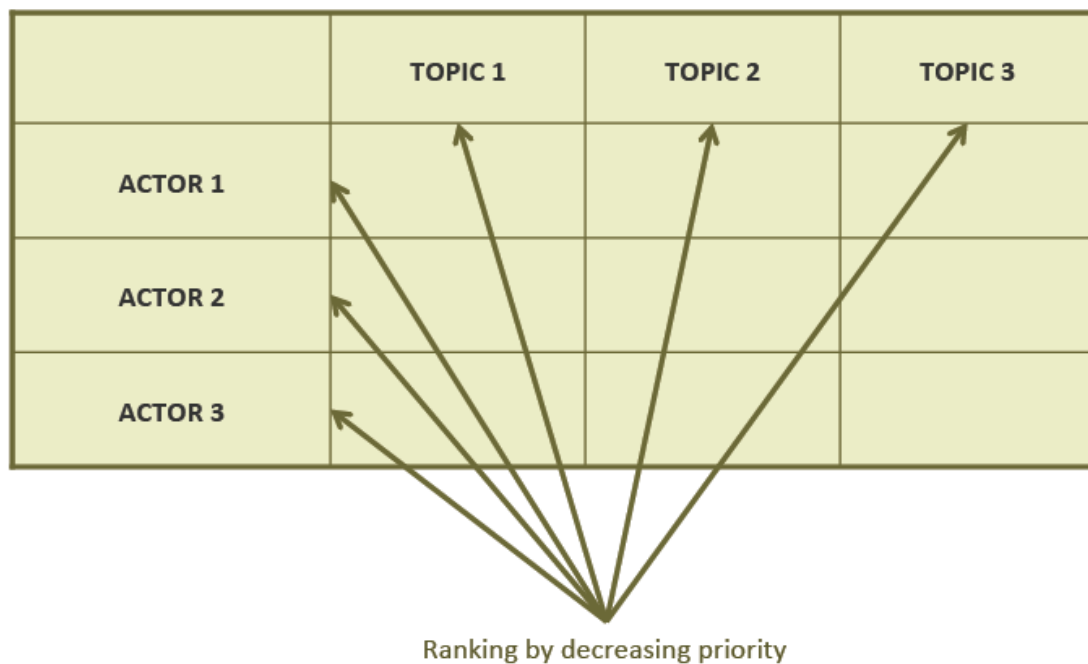 TOPIC 1 TOPIC 2 TOPIC 3
ACTOR 1
ACTOR 2
ACTOR 3
Ranking by decreasing priority